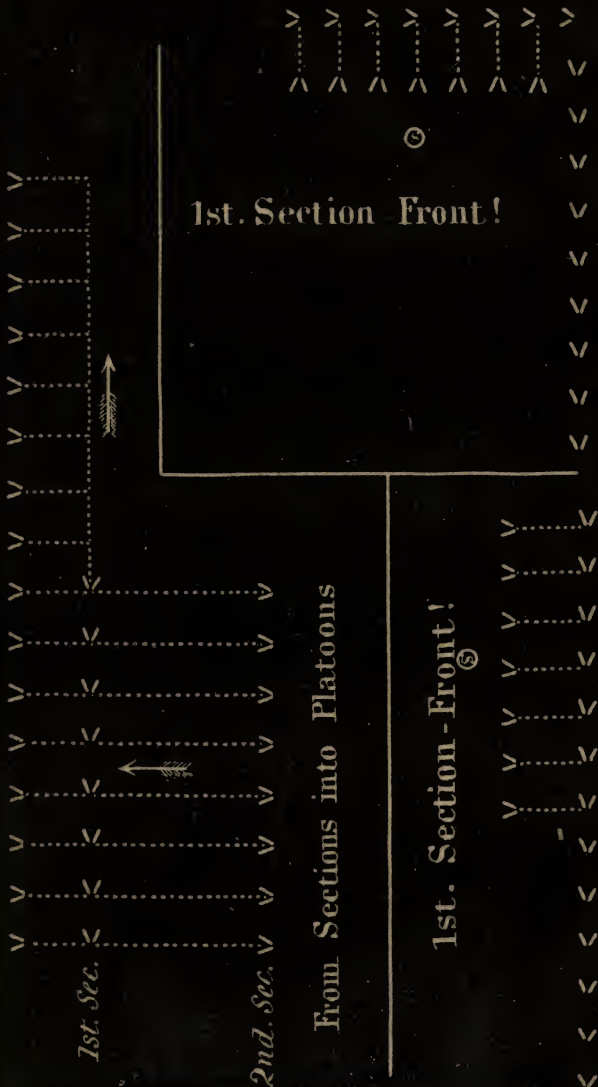 1st. Section Front!
From Sections into Platoons
1st. Section-Front!
S
S
1st. Sec.
2nd. Sec.